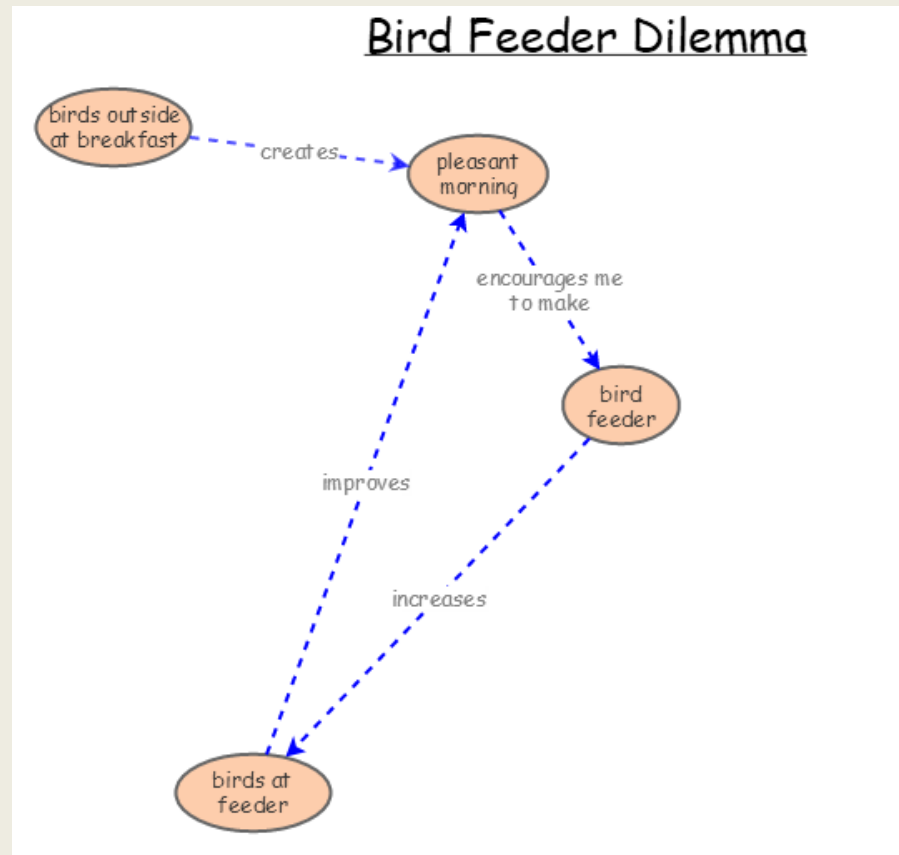 Bird Feeder Dilemma
birds outside
at breakfast
creates
pleasant
morning
encourages me
to make
bird
feeder
improves
increases
birds at
feeder